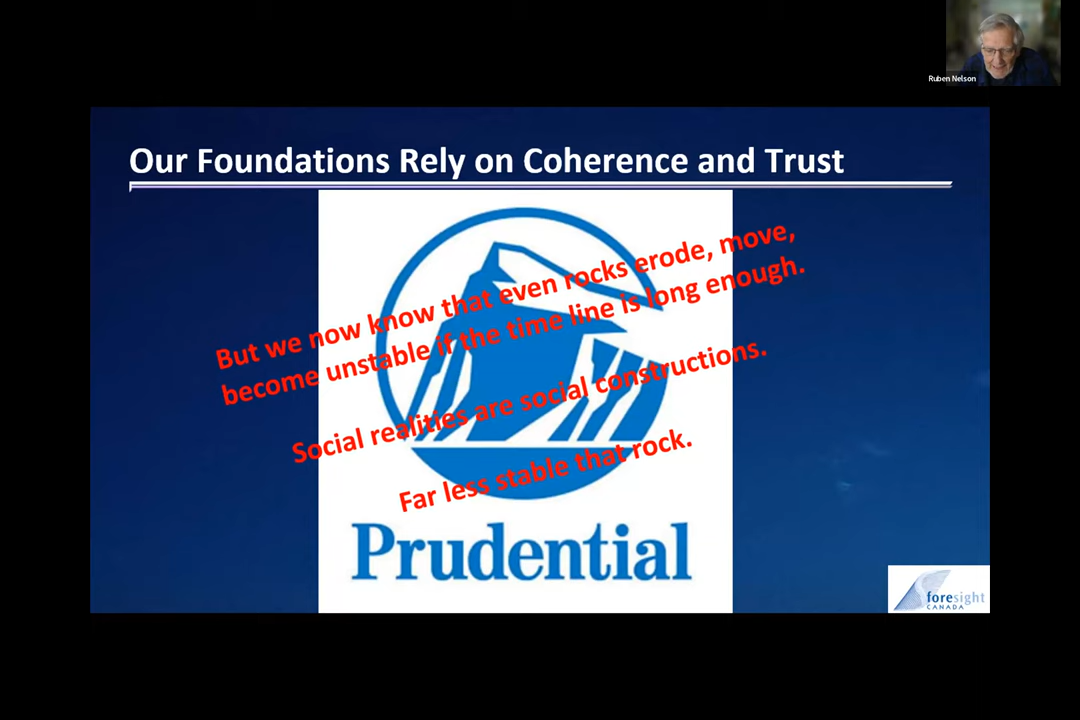 Ruben Nelson
Our Foundations Rely on Coherence and Trust
But we now know that even rocks erode, move,
become unstable if the time line is long enough.
Social realities are social constructions.
Far less stable that rock.
Prudential
foresight
CANADA